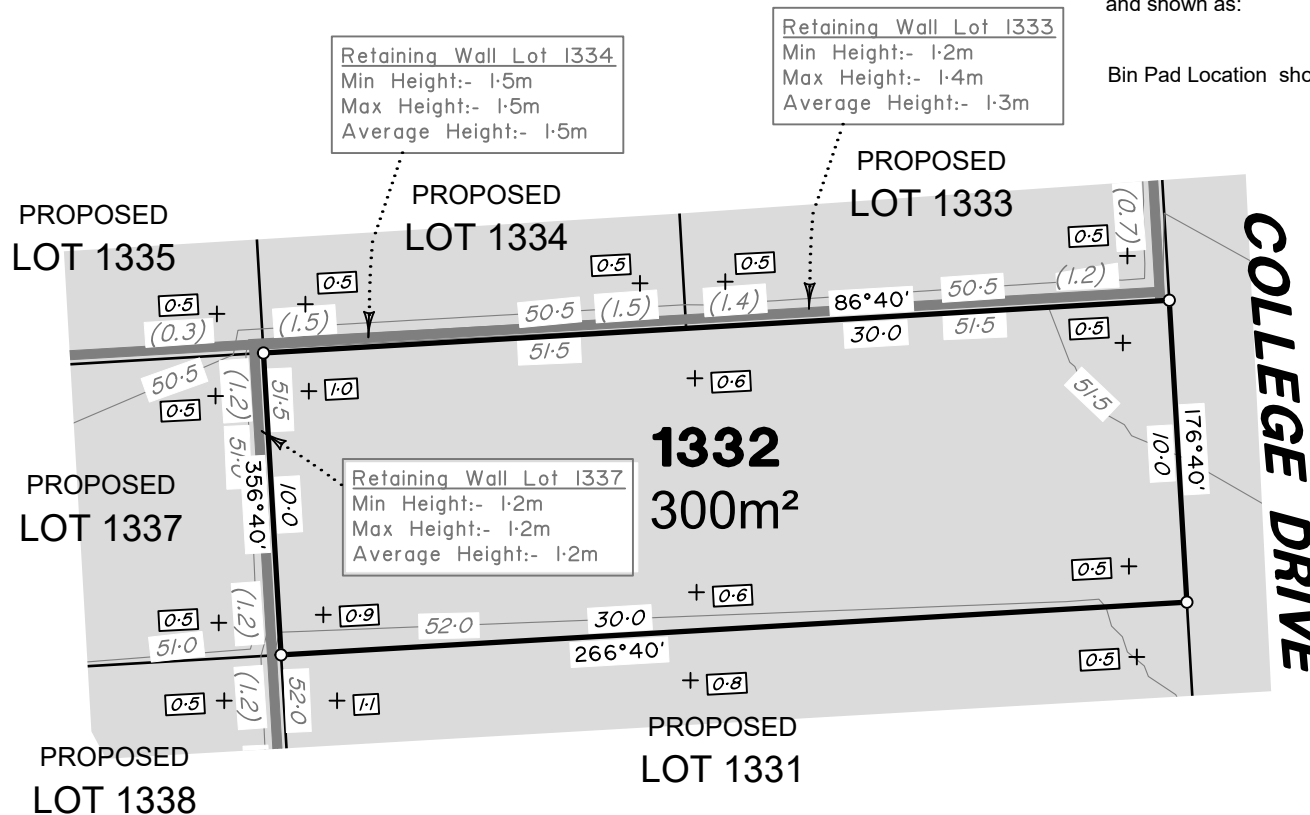 and shown as:
Bin Pad Location sho
Retaining Wall Lot 1334
Min Height:- 1·5m
Max Height:- 1·5m
Average Height:- 1·5m
Retaining Wall Lot 1333
Min Height:- 1·2m
Max Height:- 1·4m
Average Height:- 1·3m
PROPOSED
LOT 1335
PROPOSED
LOT 1334
PROPOSED
LOT 1333
(0.7)
COLLEGE DRIVE
0·5
0·5
0·5
0·5
0·5
(0.3)
(1.5)
50·5
(1.5)
(1.4)
86°40'
50·5
(1.2)
51·5
30·0
51·5
0·5
50·5
0·5
(1.2)
51·5
1·0
0·6
51·5
1332
300m²
51·0
356°40'
10·0
10·0
176°40'
PROPOSED
LOT 1337
Retaining Wall Lot 1337
Min Height:- 1·2m
Max Height:- 1·2m
Average Height:- 1·2m
0·5
(1.2)
0·9
0·6
0·5
51·0
52·0
30·0
266°40'
0·5
0·5
(1.2)
52·0
1·1
0·8
PROPOSED
LOT 1331
PROPOSED
LOT 1338